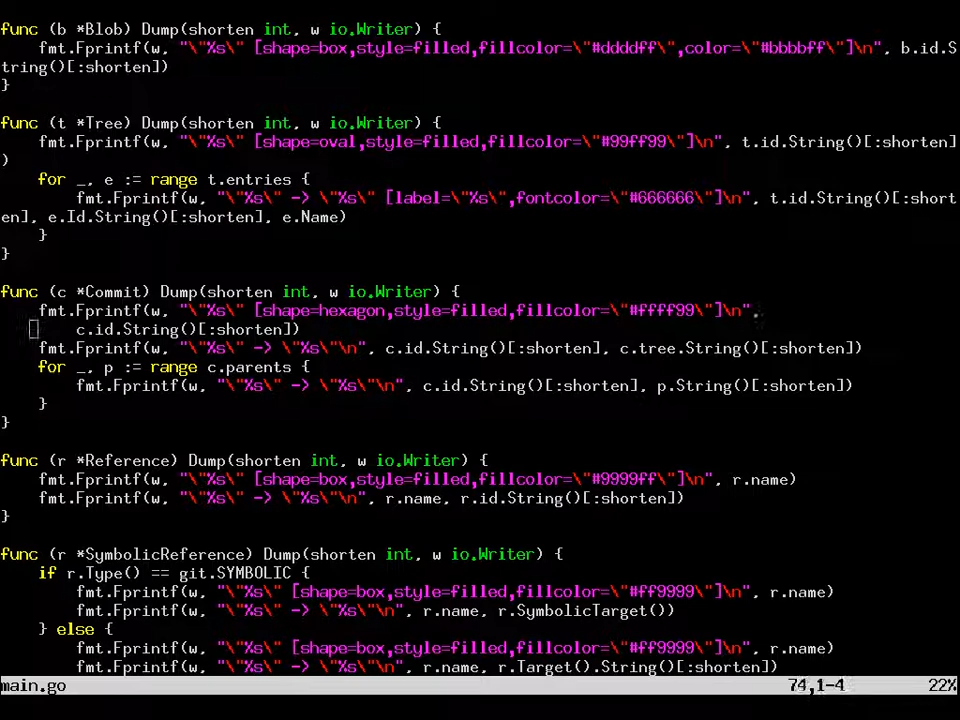 func (b *Blob) Dump(shorten int, w io.Writer) {
    fmt.Fprintf(w, "\"%s\" [shape=box,style=filled,fillcolor=\"#ddddff\",color=\"#bbbbff\"]\n", b.id.S
tring()[:shorten])
}
func (t *Tree) Dump(shorten int, w io.Writer) {
    fmt.Fprintf(w, "\"%s\" [shape=oval,style=filled,fillcolor=\"#99ff99\"]\n", t.id.String()[:shorten]
)
    for _, e := range t.entries {
        fmt.Fprintf(w, "\"%s\" -> \"%s\" [label=\"%s\",fontcolor=\"#666666\"]\n", t.id.String()[:short
en], e.Id.String()[:shorten], e.Name)
    }
}
func (c *Commit) Dump(shorten int, w io.Writer) {
    fmt.Fprintf(w, "\"%s\" [shape=hexagon,style=filled,fillcolor=\"#ffff99\"]\n",
        c.id.String()[:shorten])
    fmt.Fprintf(w, "\"%s\" -> \"%s\"\n", c.id.String()[:shorten], c.tree.String()[:shorten])
    for _, p := range c.parents {
        fmt.Fprintf(w, "\"%s\" -> \"%s\"\n", c.id.String()[:shorten], p.String()[:shorten])
    }
}
func (r *Reference) Dump(shorten int, w io.Writer) {
    fmt.Fprintf(w, "\"%s\" [shape=box,style=filled,fillcolor=\"#9999ff\"]\n", r.name)
    fmt.Fprintf(w, "\"%s\" -> \"%s\"\n", r.name, r.id.String()[:shorten])
}
func (r *SymbolicReference) Dump(shorten int, w io.Writer) {
    if r.Type() == git.SYMBOLIC {
        fmt.Fprintf(w, "\"%s\" [shape=box,style=filled,fillcolor=\"#ff9999\"]\n", r.name)
        fmt.Fprintf(w, "\"%s\" -> \"%s\"\n", r.name, r.SymbolicTarget())
    } else {
        fmt.Fprintf(w, "\"%s\" [shape=box,style=filled,fillcolor=\"#ff9999\"]\n", r.name)
        fmt.Fprintf(w, "\"%s\" -> \"%s\"\n", r.name, r.Target().String()[:shorten])
main.go 74,1-4 22%